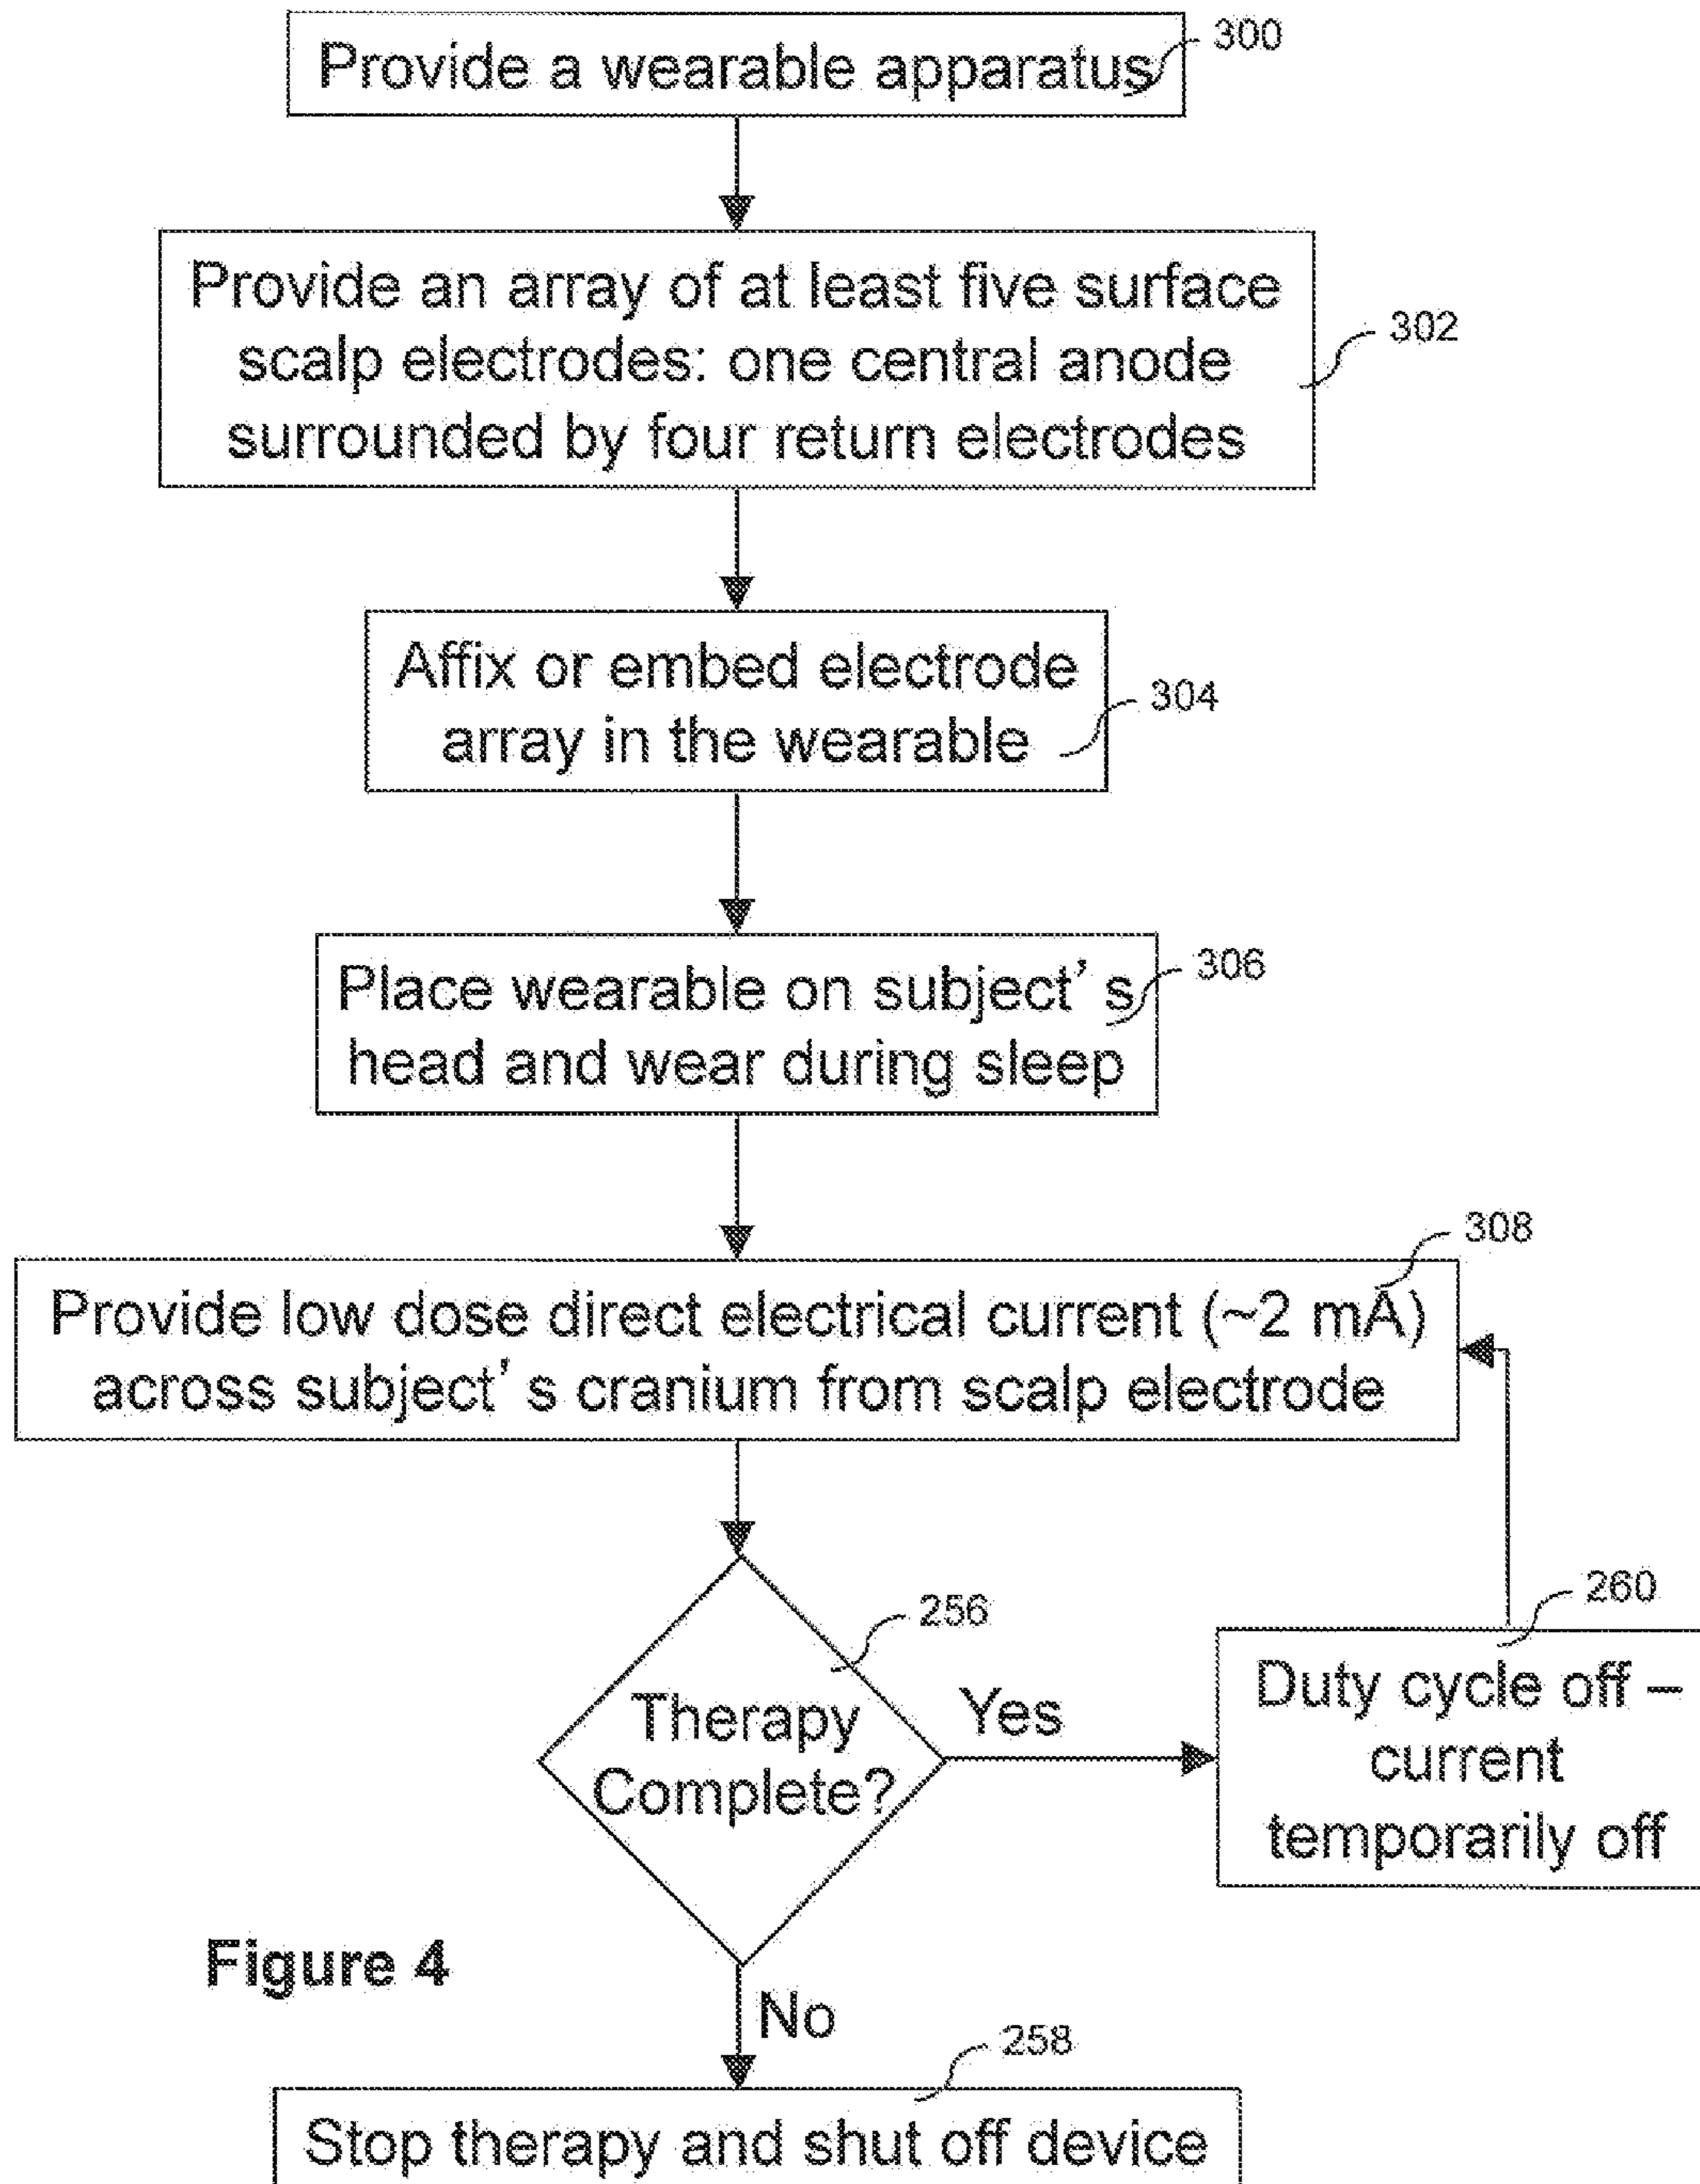 Provide a wearable apparatus
300
Provide an array of at least five surface
scalp electrodes: one central anode
surrounded by four return electrodes
302
Affix or embed electrode
array in the wearable
304
Place wearable on subject's
head and wear during sleep
306
308
Provide low dose direct electrical current (~2 mA)
across subject's cranium from scalp electrode
256
Therapy
Complete?
Yes
260
Duty cycle off –
current
temporarily off
Figure 4
No
258
Stop therapy and shut off device